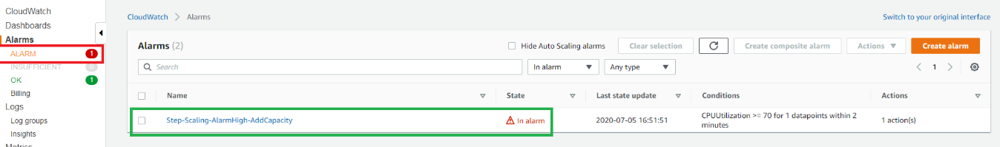 CloudWatch
Dashboards
Alarms
ALARM 1
INSUFFICIENT 0
OK 1
Billing
Logs
Log groups
Insights
Metrics
CloudWatch > Alarms
Switch to your original interface
Alarms (2)
Hide Auto Scaling alarms
Clear selection
Create composite alarm
Actions
Create alarm
Search
In alarm
Any type
1
Name State Last state update Conditions Actions
Step-Scaling-AlarmHigh-AddCapacity In alarm 2020-07-05 16:51:51 CPUUtilization >= 70 for 1 datapoints within 2
minutes 1 action(s)